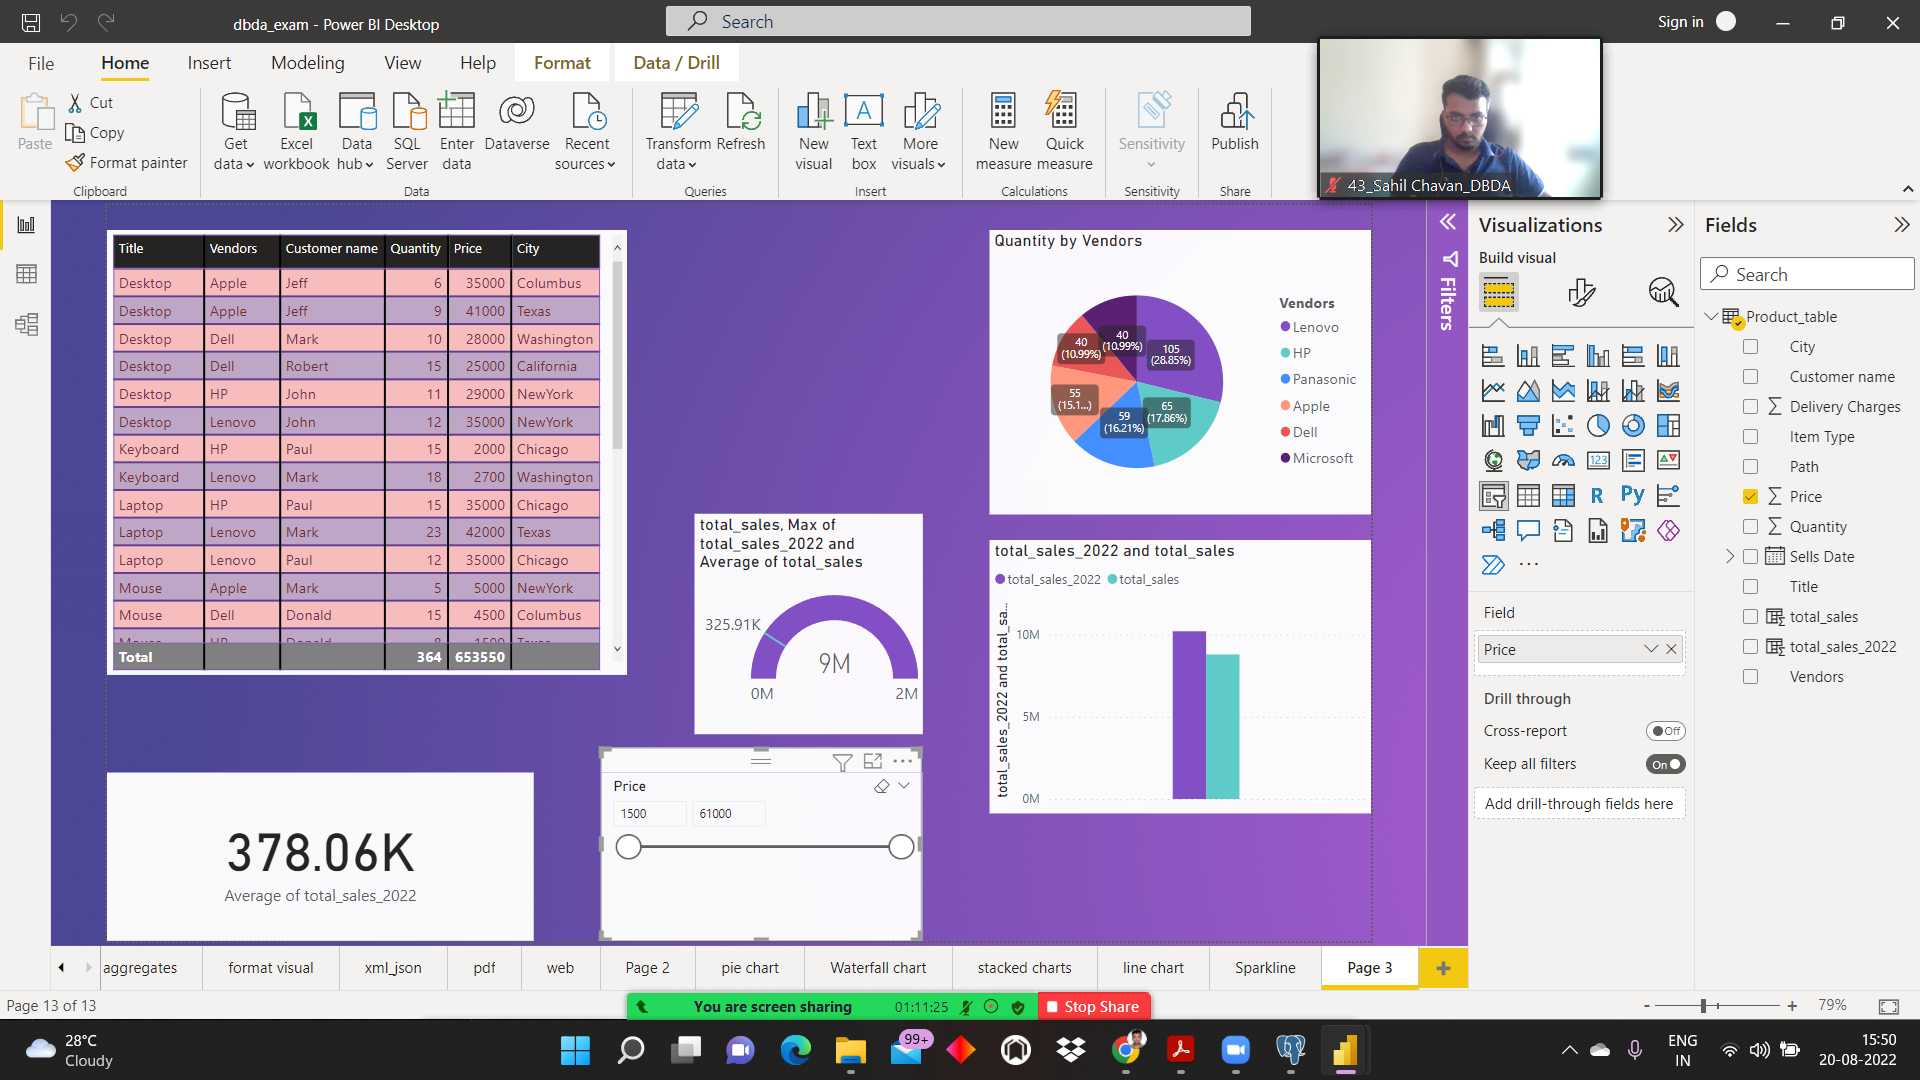 dbda_exam - Power BI Desktop
Search
Sign in
File
Home
Insert
Modeling
View
Help
Format
Data / Drill
Paste
Cut
Copy
Format painter
Clipboard
Get data
Excel workbook
Data hub
SQL Server
Enter data
Dataverse
Recent sources
Data
Transform data
Refresh
Queries
New visual
Text box
More visuals
Insert
New measure
Quick measure
Calculations
Sensitivity
Sensitivity
Publish
Share
43_Sahil Chavan_DBDA
Title Vendors Customer name Quantity Price City
Desktop Apple Jeff 6 35000 Columbus
Desktop Apple Jeff 9 41000 Texas
Desktop Dell Mark 10 28000 Washington
Desktop Dell Robert 15 25000 California
Desktop HP John 11 29000 NewYork
Desktop Lenovo John 12 35000 NewYork
Keyboard HP Paul 15 2000 Chicago
Keyboard Lenovo Mark 18 2700 Washington
Laptop HP Paul 15 35000 Chicago
Laptop Lenovo Mark 23 42000 Texas
Laptop Lenovo Paul 12 35000 Chicago
Mouse Apple Mark 5 5000 NewYork
Mouse Dell Donald 15 4500 Columbus
Mouse HP Donald 8 1500 Texas
Total 364 653550
Quantity by Vendors
40
(10.99%)
40
(10.99%)
105
(28.85%)
55
(15.1...)
59
(16.21%)
65
(17.86%)
Vendors
Lenovo
HP
Panasonic
Apple
Dell
Microsoft
total_sales, Max of
total_sales_2022 and
Average of total_sales
325.91K
9M
0M
2M
total_sales_2022 and total_sales
total_sales_2022 total_sales
total_sales_2022 and total_sa...
10M
5M
0M
378.06K
Average of total_sales_2022
Price
1500
61000
Filters
Visualizations
Build visual
123
R
Py
...
Field
Price
Drill through
Cross-report
Off
Keep all filters
On
Add drill-through fields here
Fields
Search
Product_table
City
Customer name
Delivery Charges
Item Type
Path
Price
Quantity
Sells Date
Title
total_sales
total_sales_2022
Vendors
aggregates
format visual
xml_json
pdf
web
Page 2
pie chart
Waterfall chart
stacked charts
line chart
Sparkline
Page 3
Page 13 of 13
You are screen sharing
01:11:25
Stop Share
79%
28°C
Cloudy
99+
ENG
IN
15:50
20-08-2022